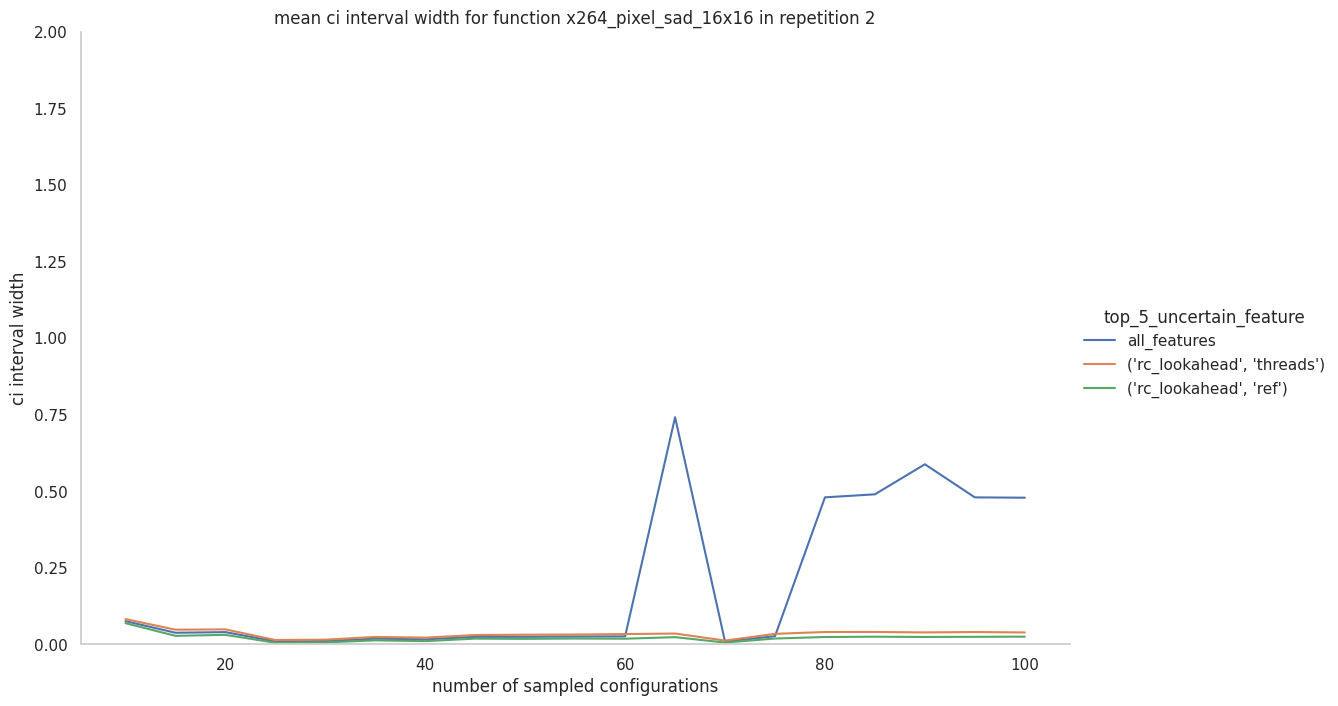 mean ci interval width for function x264_pixel_sad_16x16 in repetition 2
2.00
1.75
1.50
1.25
1.00
0.75
0.50
0.25
0.00
ci interval width
20
40
60
80
100
number of sampled configurations
top_5_uncertain_feature
all_features
('rc_lookahead', 'threads')
('rc_lookahead', 'ref')